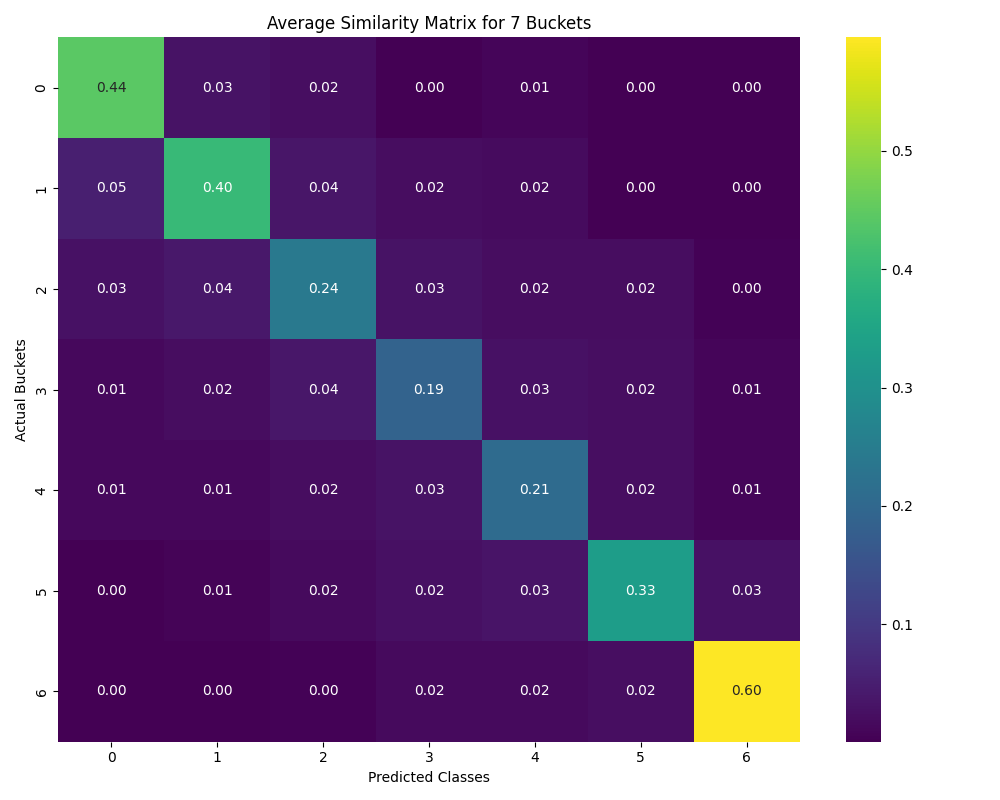 Average Similarity Matrix for 7 Buckets
0 0.44 0.03 0.02 0.00 0.01 0.00 0.00
1 0.05 0.40 0.04 0.02 0.02 0.00 0.00
2 0.03 0.04 0.24 0.03 0.02 0.02 0.00
3 0.01 0.02 0.04 0.19 0.03 0.02 0.01
4 0.01 0.01 0.02 0.03 0.21 0.02 0.01
5 0.00 0.01 0.02 0.02 0.03 0.33 0.03
6 0.00 0.00 0.00 0.02 0.02 0.02 0.60
0 1 2 3 4 5 6
Predicted Classes
Actual Buckets
0.5
0.4
0.3
0.2
0.1